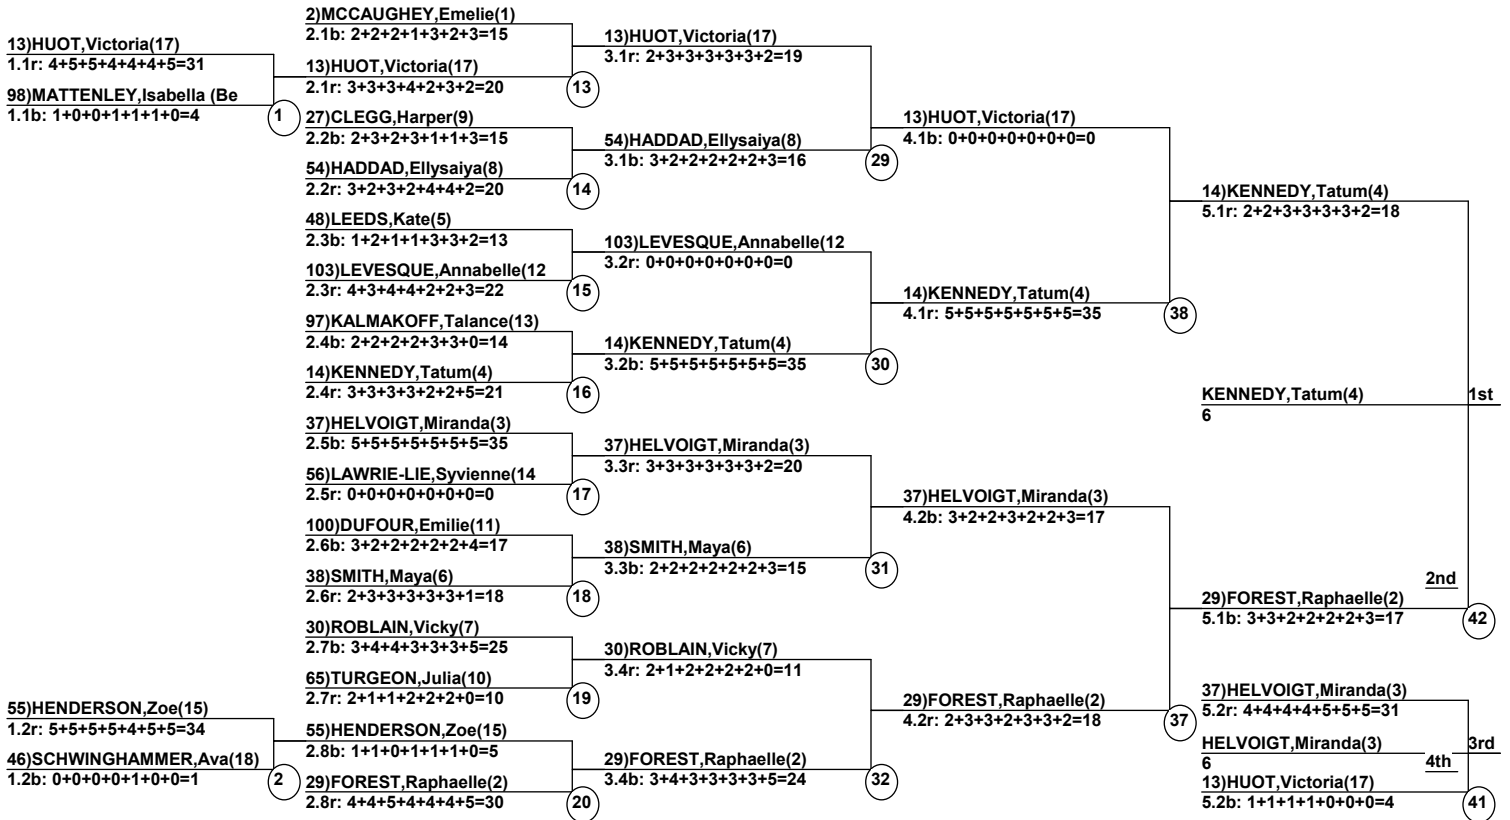 13)HUOT,Victoria(17)
1.1r: 4+5+5+4+4+4+5=31
98)MATTENLEY,Isabella (Be
1.1b: 1+0+0+1+1+1+0=4
1
55)HENDERSON,Zoe(15)
1.2r: 5+5+5+5+4+5+5=34
46)SCHWINGHAMMER,Ava(18)
1.2b: 0+0+0+0+1+0+0=1
2
2)MCCAUGHEY,Emelie(1)
2.1b: 2+2+2+1+3+2+3=15
13)HUOT,Victoria(17)
2.1r: 3+3+3+4+2+3+2=20
13
27)CLEGG,Harper(9)
2.2b: 2+3+2+3+1+1+3=15
54)HADDAD,Ellysaiya(8)
2.2r: 3+2+3+2+4+4+2=20
14
48)LEEDS,Kate(5)
2.3b: 1+2+1+1+3+3+2=13
103)LEVESQUE,Annabelle(12
2.3r: 4+3+4+4+2+2+3=22
15
97)KALMAKOFF,Talance(13)
2.4b: 2+2+2+2+3+3+0=14
14)KENNEDY,Tatum(4)
2.4r: 3+3+3+3+2+2+5=21
16
37)HELVOIGT,Miranda(3)
2.5b: 5+5+5+5+5+5+5=35
56)LAWRIE-LIE,Syvienne(14
2.5r: 0+0+0+0+0+0+0=0
17
100)DUFOUR,Emilie(11)
2.6b: 3+2+2+2+2+2+4=17
38)SMITH,Maya(6)
2.6r: 2+3+3+3+3+3+1=18
18
30)ROBLAIN,Vicky(7)
2.7b: 3+4+4+3+3+3+5=25
65)TURGEON,Julia(10)
2.7r: 2+1+1+2+2+2+0=10
19
55)HENDERSON,Zoe(15)
2.8b: 1+1+0+1+1+1+0=5
29)FOREST,Raphaelle(2)
2.8r: 4+4+5+4+4+4+5=30
20
13)HUOT,Victoria(17)
3.1r: 2+3+3+3+3+3+2=19
54)HADDAD,Ellysaiya(8)
3.1b: 3+2+2+2+2+2+3=16
29
103)LEVESQUE,Annabelle(12
3.2r: 0+0+0+0+0+0+0=0
14)KENNEDY,Tatum(4)
3.2b: 5+5+5+5+5+5+5=35
30
37)HELVOIGT,Miranda(3)
3.3r: 3+3+3+3+3+3+2=20
38)SMITH,Maya(6)
3.3b: 2+2+2+2+2+2+3=15
31
30)ROBLAIN,Vicky(7)
3.4r: 2+1+2+2+2+2+0=11
29)FOREST,Raphaelle(2)
3.4b: 3+4+3+3+3+3+5=24
32
13)HUOT,Victoria(17)
4.1b: 0+0+0+0+0+0+0=0
14)KENNEDY,Tatum(4)
4.1r: 5+5+5+5+5+5+5=35
38
37)HELVOIGT,Miranda(3)
4.2b: 3+2+2+3+2+2+3=17
29)FOREST,Raphaelle(2)
4.2r: 2+3+3+2+3+3+2=18
37
14)KENNEDY,Tatum(4)
5.1r: 2+2+3+3+3+3+2=18
KENNEDY,Tatum(4) 1st
6
2nd
29)FOREST,Raphaelle(2)
5.1b: 3+3+2+2+2+2+3=17
42
37)HELVOIGT,Miranda(3)
5.2r: 4+4+4+4+5+5+5=31
HELVOIGT,Miranda(3) 3rd
6 4th
13)HUOT,Victoria(17)
5.2b: 1+1+1+1+0+0+0=4
41